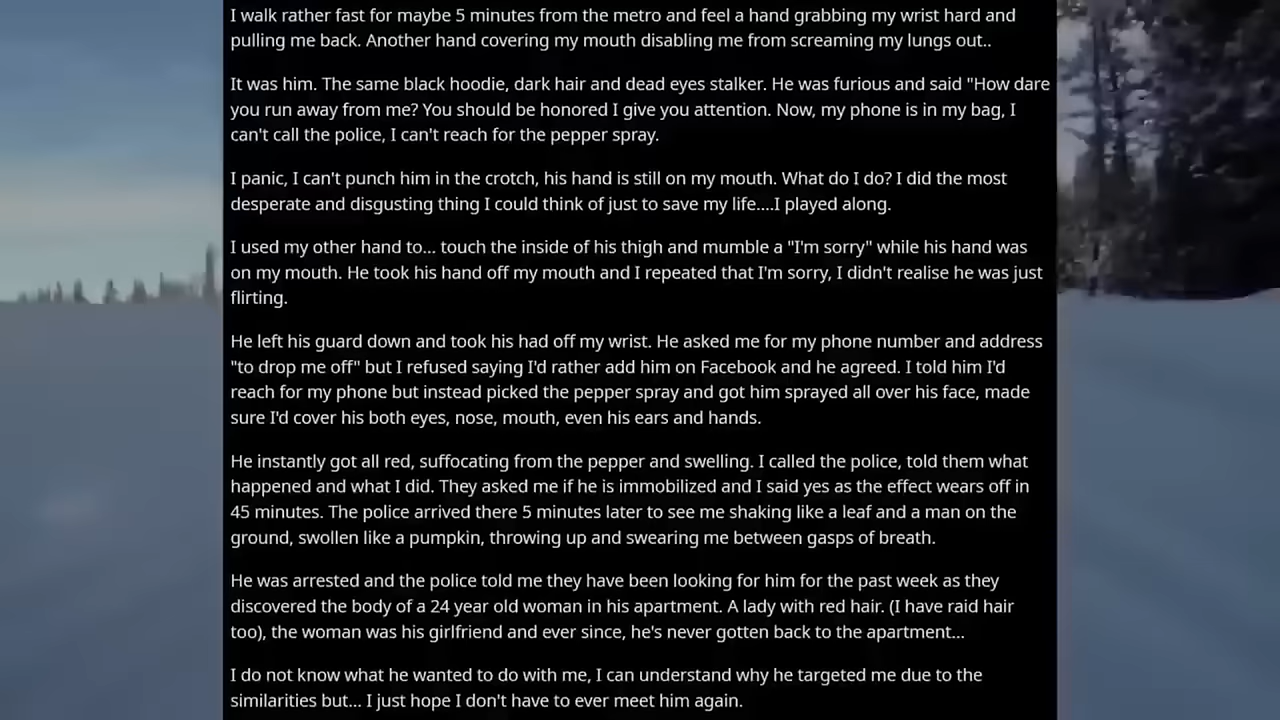 I walk rather fast for maybe 5 minutes from the metro and feel a hand grabbing my wrist hard and
pulling me back. Another hand covering my mouth disabling me from screaming my lungs out..
It was him. The same black hoodie, dark hair and dead eyes stalker. He was furious and said "How dare
you run away from me? You should be honored I give you attention. Now, my phone is in my bag, I
can't call the police, I can't reach for the pepper spray.
I panic, I can't punch him in the crotch, his hand is still on my mouth. What do I do? I did the most
desperate and disgusting thing I could think of just to save my life....I played along.
I used my other hand to... touch the inside of his thigh and mumble a "I'm sorry" while his hand was
on my mouth. He took his hand off my mouth and I repeated that I'm sorry, I didn't realise he was just
flirting.
He left his guard down and took his had off my wrist. He asked me for my phone number and address
"to drop me off" but I refused saying I'd rather add him on Facebook and he agreed. I told him I'd
reach for my phone but instead picked the pepper spray and got him sprayed all over his face, made
sure I'd cover his both eyes, nose, mouth, even his ears and hands.
He instantly got all red, suffocating from the pepper and swelling. I called the police, told them what
happened and what I did. They asked me if he is immobilized and I said yes as the effect wears off in
45 minutes. The police arrived there 5 minutes later to see me shaking like a leaf and a man on the
ground, swollen like a pumpkin, throwing up and swearing me between gasps of breath.
He was arrested and the police told me they have been looking for him for the past week as they
discovered the body of a 24 year old woman in his apartment. A lady with red hair. (I have raid hair
too), the woman was his girlfriend and ever since, he's never gotten back to the apartment...
I do not know what he wanted to do with me, I can understand why he targeted me due to the
similarities but... I just hope I don't have to ever meet him again.